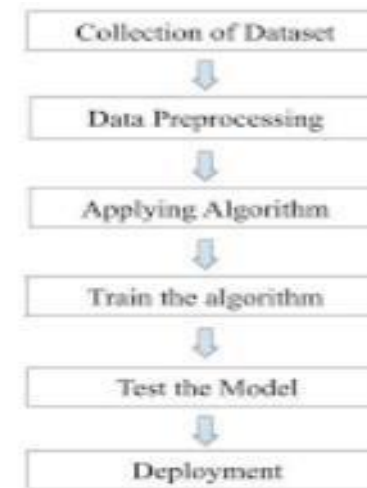 Collection of Dataset
Data Preprocessing
Applying Algorithm
Train the algorithm
Test the Model
Deployment